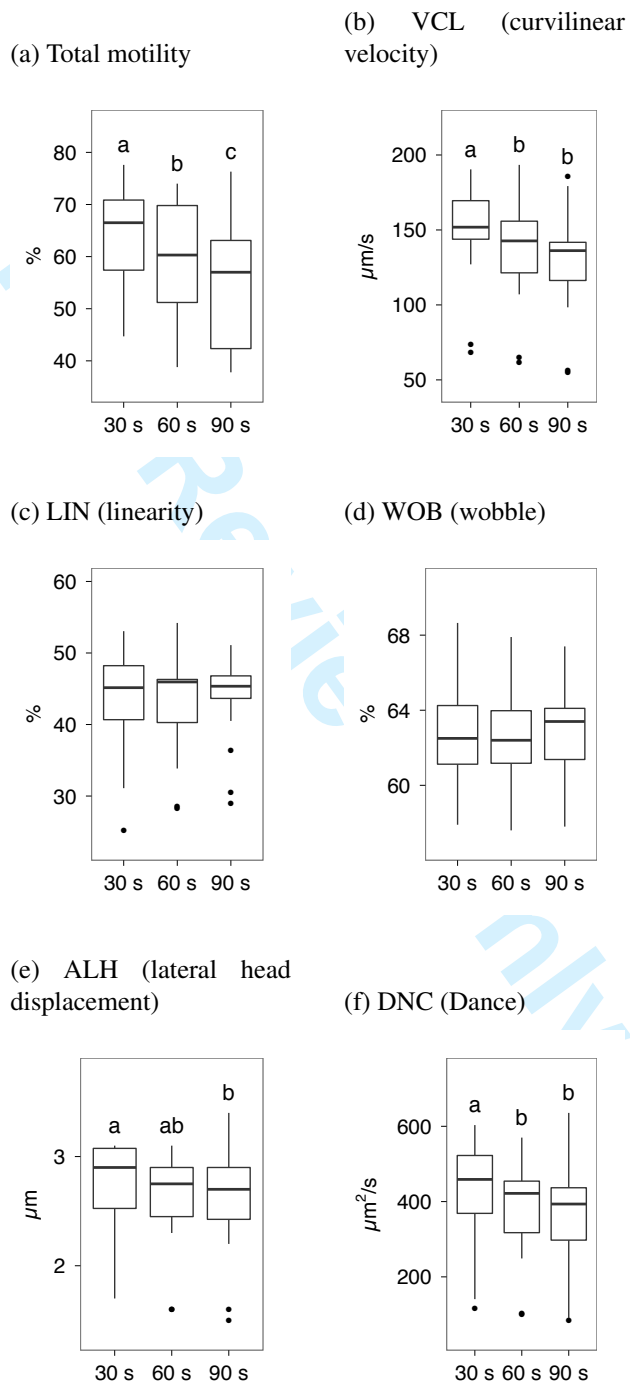 (a) Total motility
(b) VCL (curvilinear
velocity)
80
70
60
50
40
%
a
b
c
30 s 60 s 90 s
200
150
100
50
µm/s
a
b
b
30 s 60 s 90 s
(c) LIN (linearity)
(d) WOB (wobble)
60
50
40
30
%
30 s 60 s 90 s
68
64
60
%
30 s 60 s 90 s
(e) ALH (lateral head
displacement)
(f) DNC (Dance)
3
2
µm
a
ab
b
30 s 60 s 90 s
600
400
200
µm²/s
a
b
b
30 s 60 s 90 s